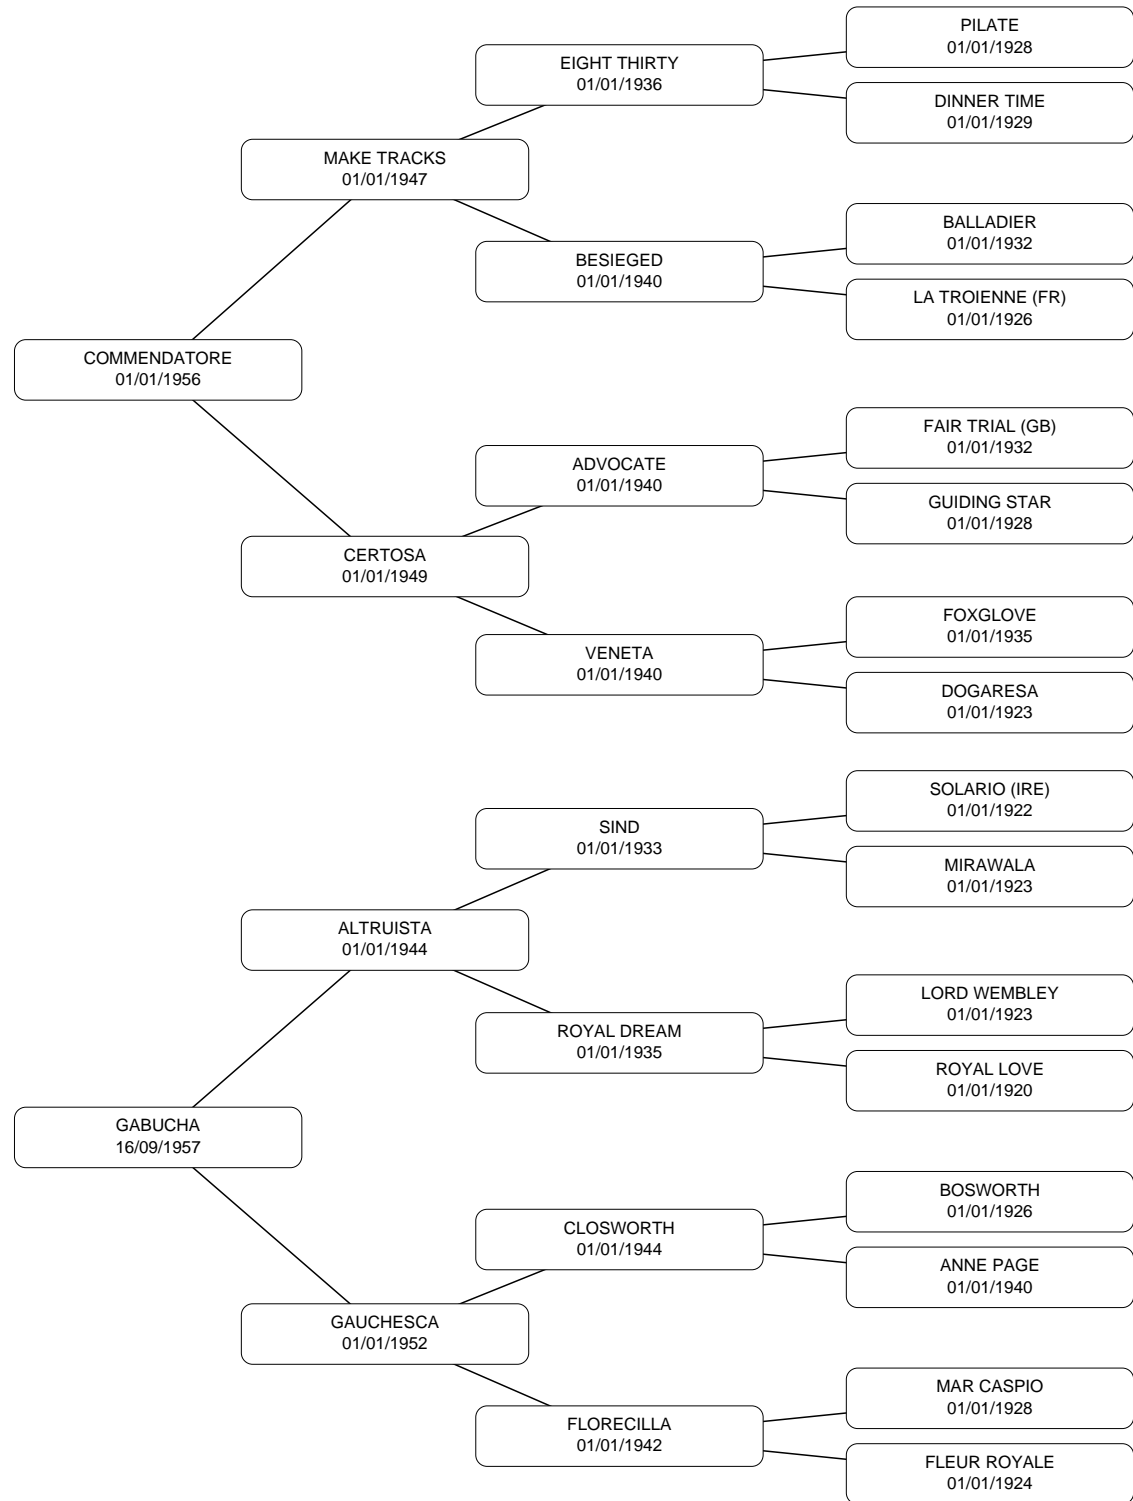 PILATE
01/01/1928
EIGHT THIRTY
01/01/1936
DINNER TIME
01/01/1929
MAKE TRACKS
01/01/1947
BALLADIER
01/01/1932
BESIEGED
01/01/1940
LA TROIENNE (FR)
01/01/1926
COMMENDATORE
01/01/1956
FAIR TRIAL (GB)
01/01/1932
ADVOCATE
01/01/1940
GUIDING STAR
01/01/1928
CERTOSA
01/01/1949
FOXGLOVE
01/01/1935
VENETA
01/01/1940
DOGARESA
01/01/1923
SOLARIO (IRE)
01/01/1922
SIND
01/01/1933
MIRAWALA
01/01/1923
ALTRUISTA
01/01/1944
LORD WEMBLEY
01/01/1923
ROYAL DREAM
01/01/1935
ROYAL LOVE
01/01/1920
GABUCHA
16/09/1957
BOSWORTH
01/01/1926
CLOSWORTH
01/01/1944
ANNE PAGE
01/01/1940
GAUCHESCA
01/01/1952
MAR CASPIO
01/01/1928
FLORECILLA
01/01/1942
FLEUR ROYALE
01/01/1924